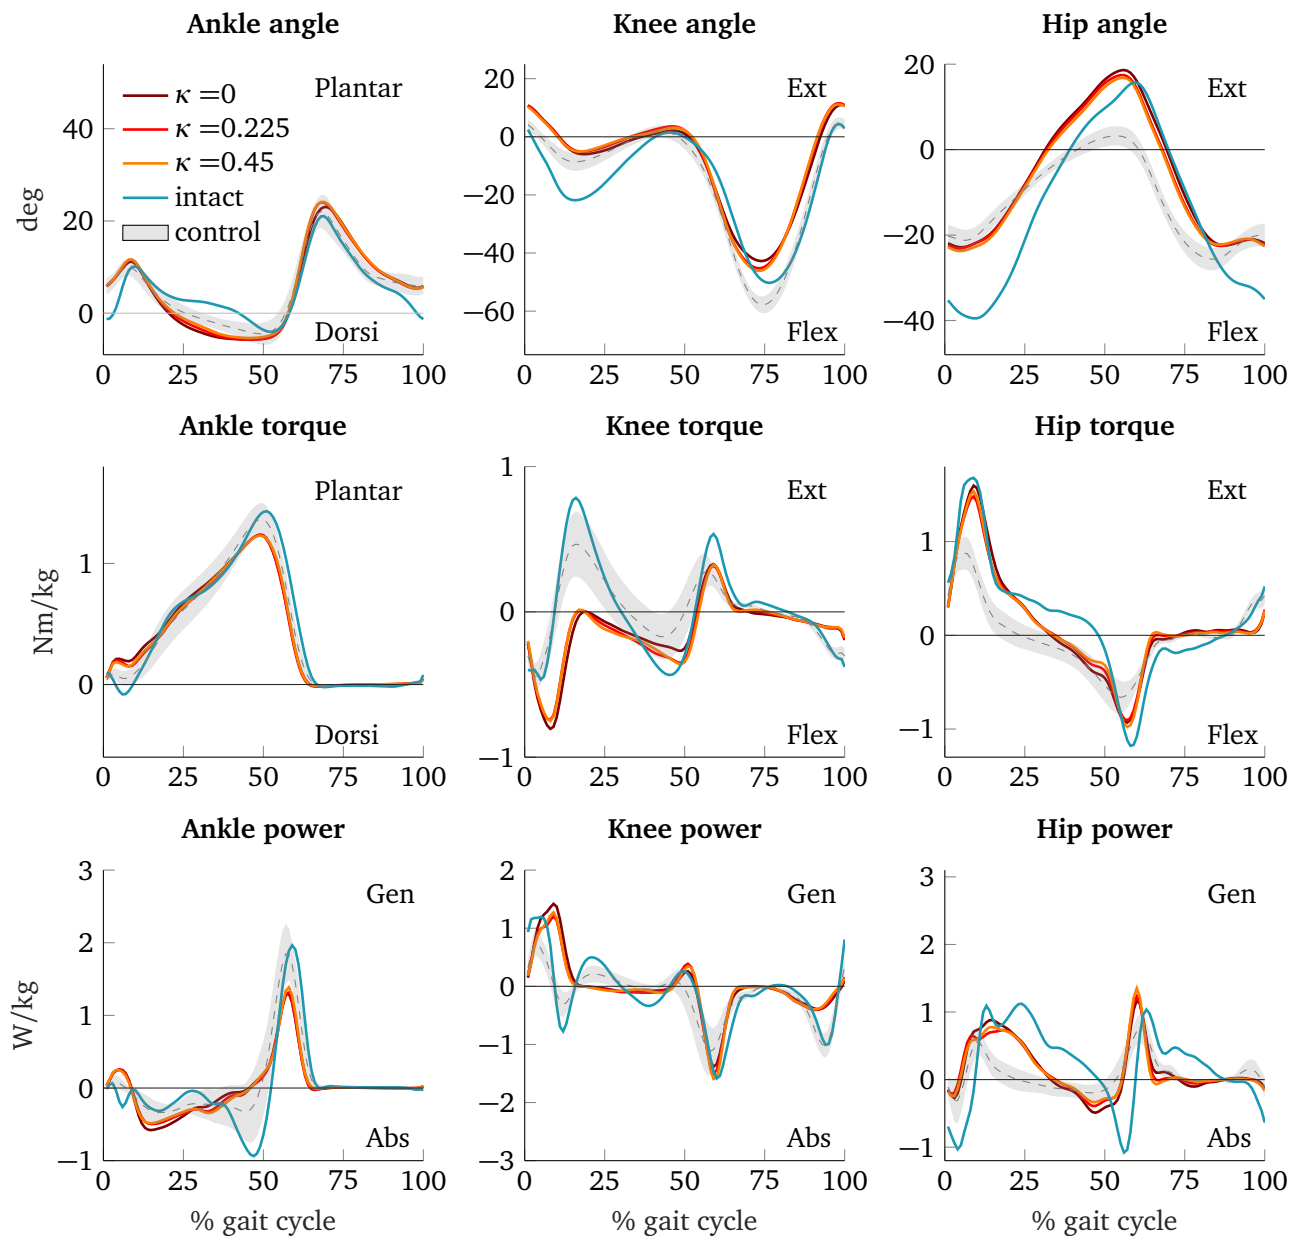 Ankle angle Knee angle Hip angle
deg
Plantar
κ =0
κ =0.225
κ =0.45
intact
control
Dorsi
40
20
0
0 25 50 75 100
Ext
Flex
20
0
−20
−40
−60
0 25 50 75 100
Ext
Flex
20
0
−20
−40
0 25 50 75 100
Ankle torque Knee torque Hip torque
Nm/kg
Plantar
Dorsi
1
0
0 25 50 75 100
Ext
Flex
1
0
−1
0 25 50 75 100
Ext
Flex
1
0
−1
0 25 50 75 100
Ankle power Knee power Hip power
W/kg
Gen
Abs
3
2
1
0
−1
0 25 50 75 100
% gait cycle
Gen
Abs
2
1
0
−1
−2
−3
0 25 50 75 100
% gait cycle
Gen
Abs
3
2
1
0
−1
0 25 50 75 100
% gait cycle